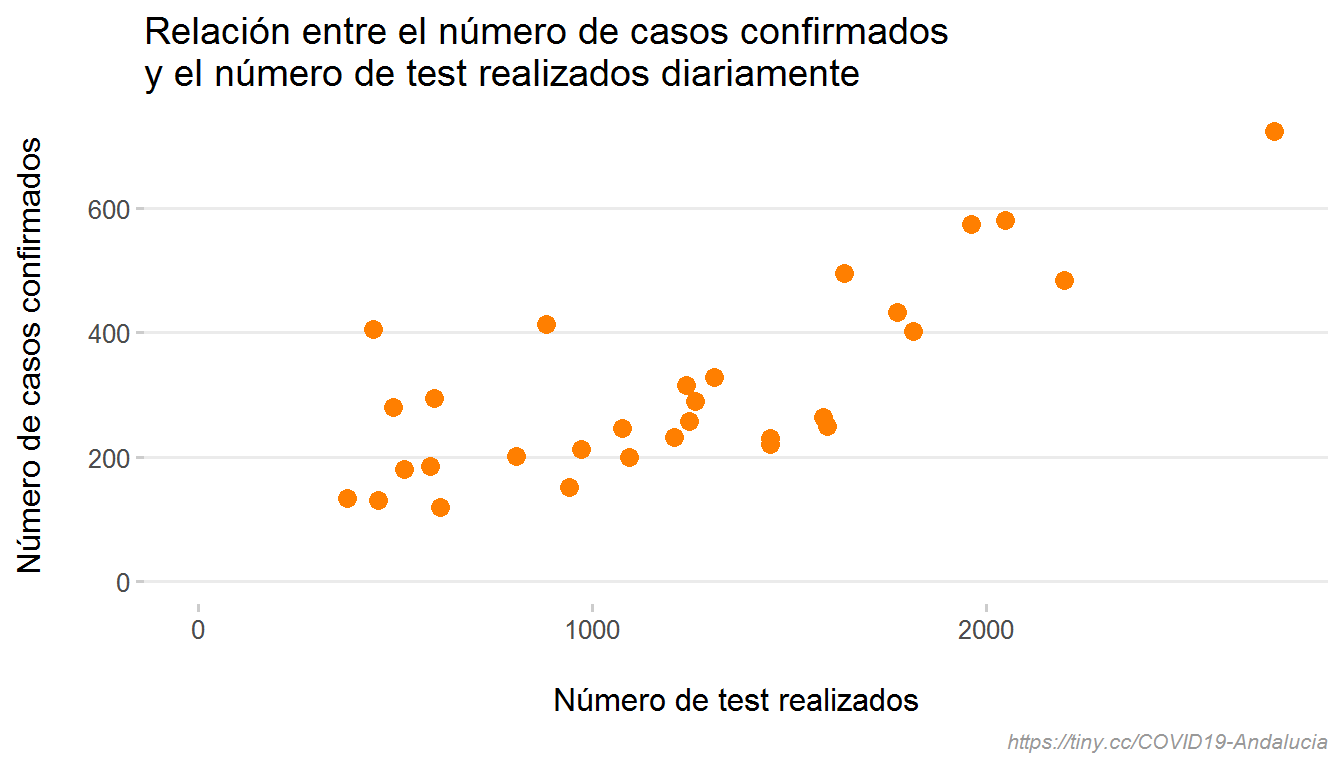 Relación entre el número de casos confirmados
y el número de test realizados diariamente
Número de casos confirmados
600
400
200
0
0
1000
2000
Número de test realizados
https://tiny.cc/COVID19-Andalucia